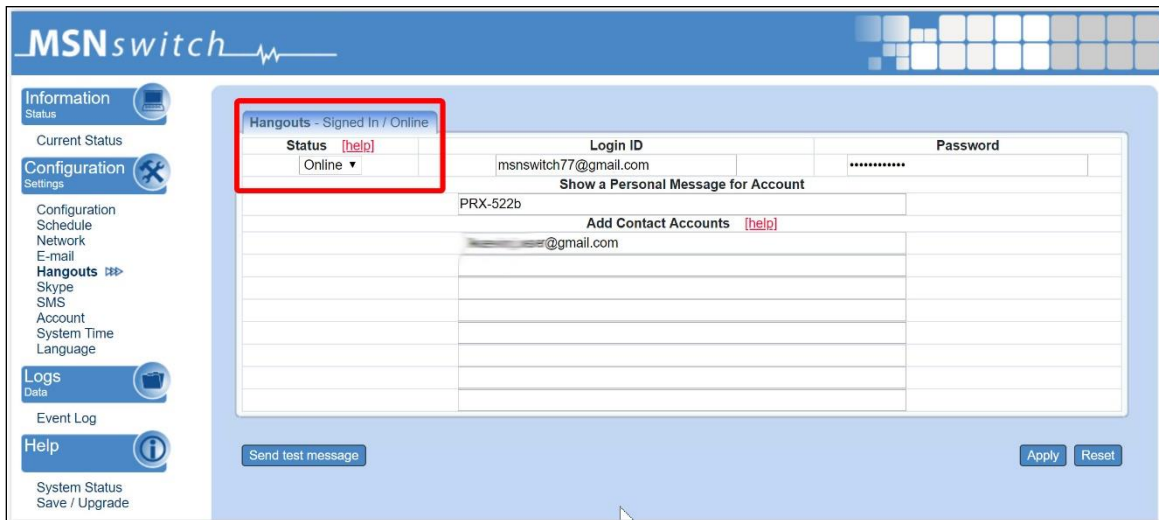 MSNswitch
Information
Status
Current Status
Configuration
Settings
Configuration
Schedule
Network
E-mail
Hangouts
Skype
SMS
Account
System Time
Language
Logs
Data
Event Log
Help
System Status
Save / Upgrade
Hangouts - Signed In / Online
Status [help] Login ID Password
Online msnswitch77@gmail.com ••••••••••••
Show a Personal Message for Account
PRX-522b
Add Contact Accounts [help]
@gmail.com
Send test message Apply Reset